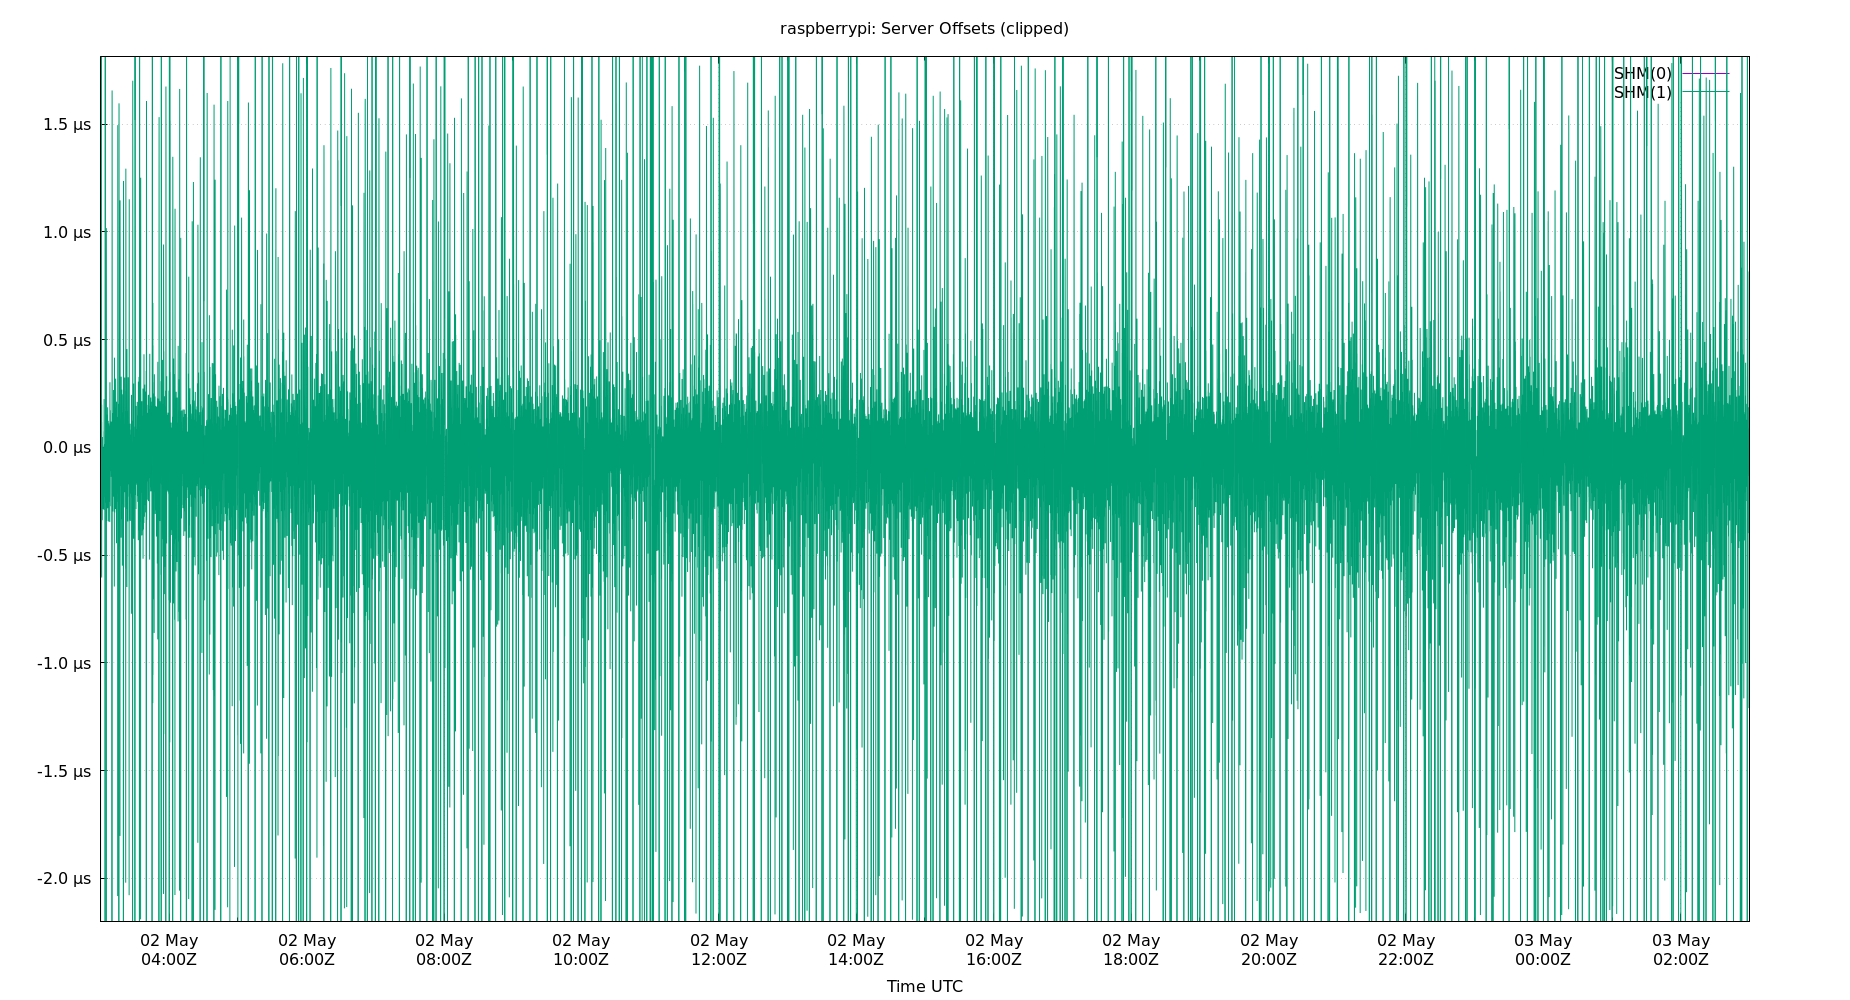 raspberrypi: Server Offsets (clipped)
SHM(0)
SHM(1)
1.5 µs
1.0 µs
0.5 µs
0.0 µs
-0.5 µs
-1.0 µs
-1.5 µs
-2.0 µs
02 May 02 May 02 May 02 May 02 May 02 May 02 May 02 May 02 May 02 May 03 May 03 May
04:00Z 06:00Z 08:00Z 10:00Z 12:00Z 14:00Z 16:00Z 18:00Z 20:00Z 22:00Z 00:00Z 02:00Z
Time UTC